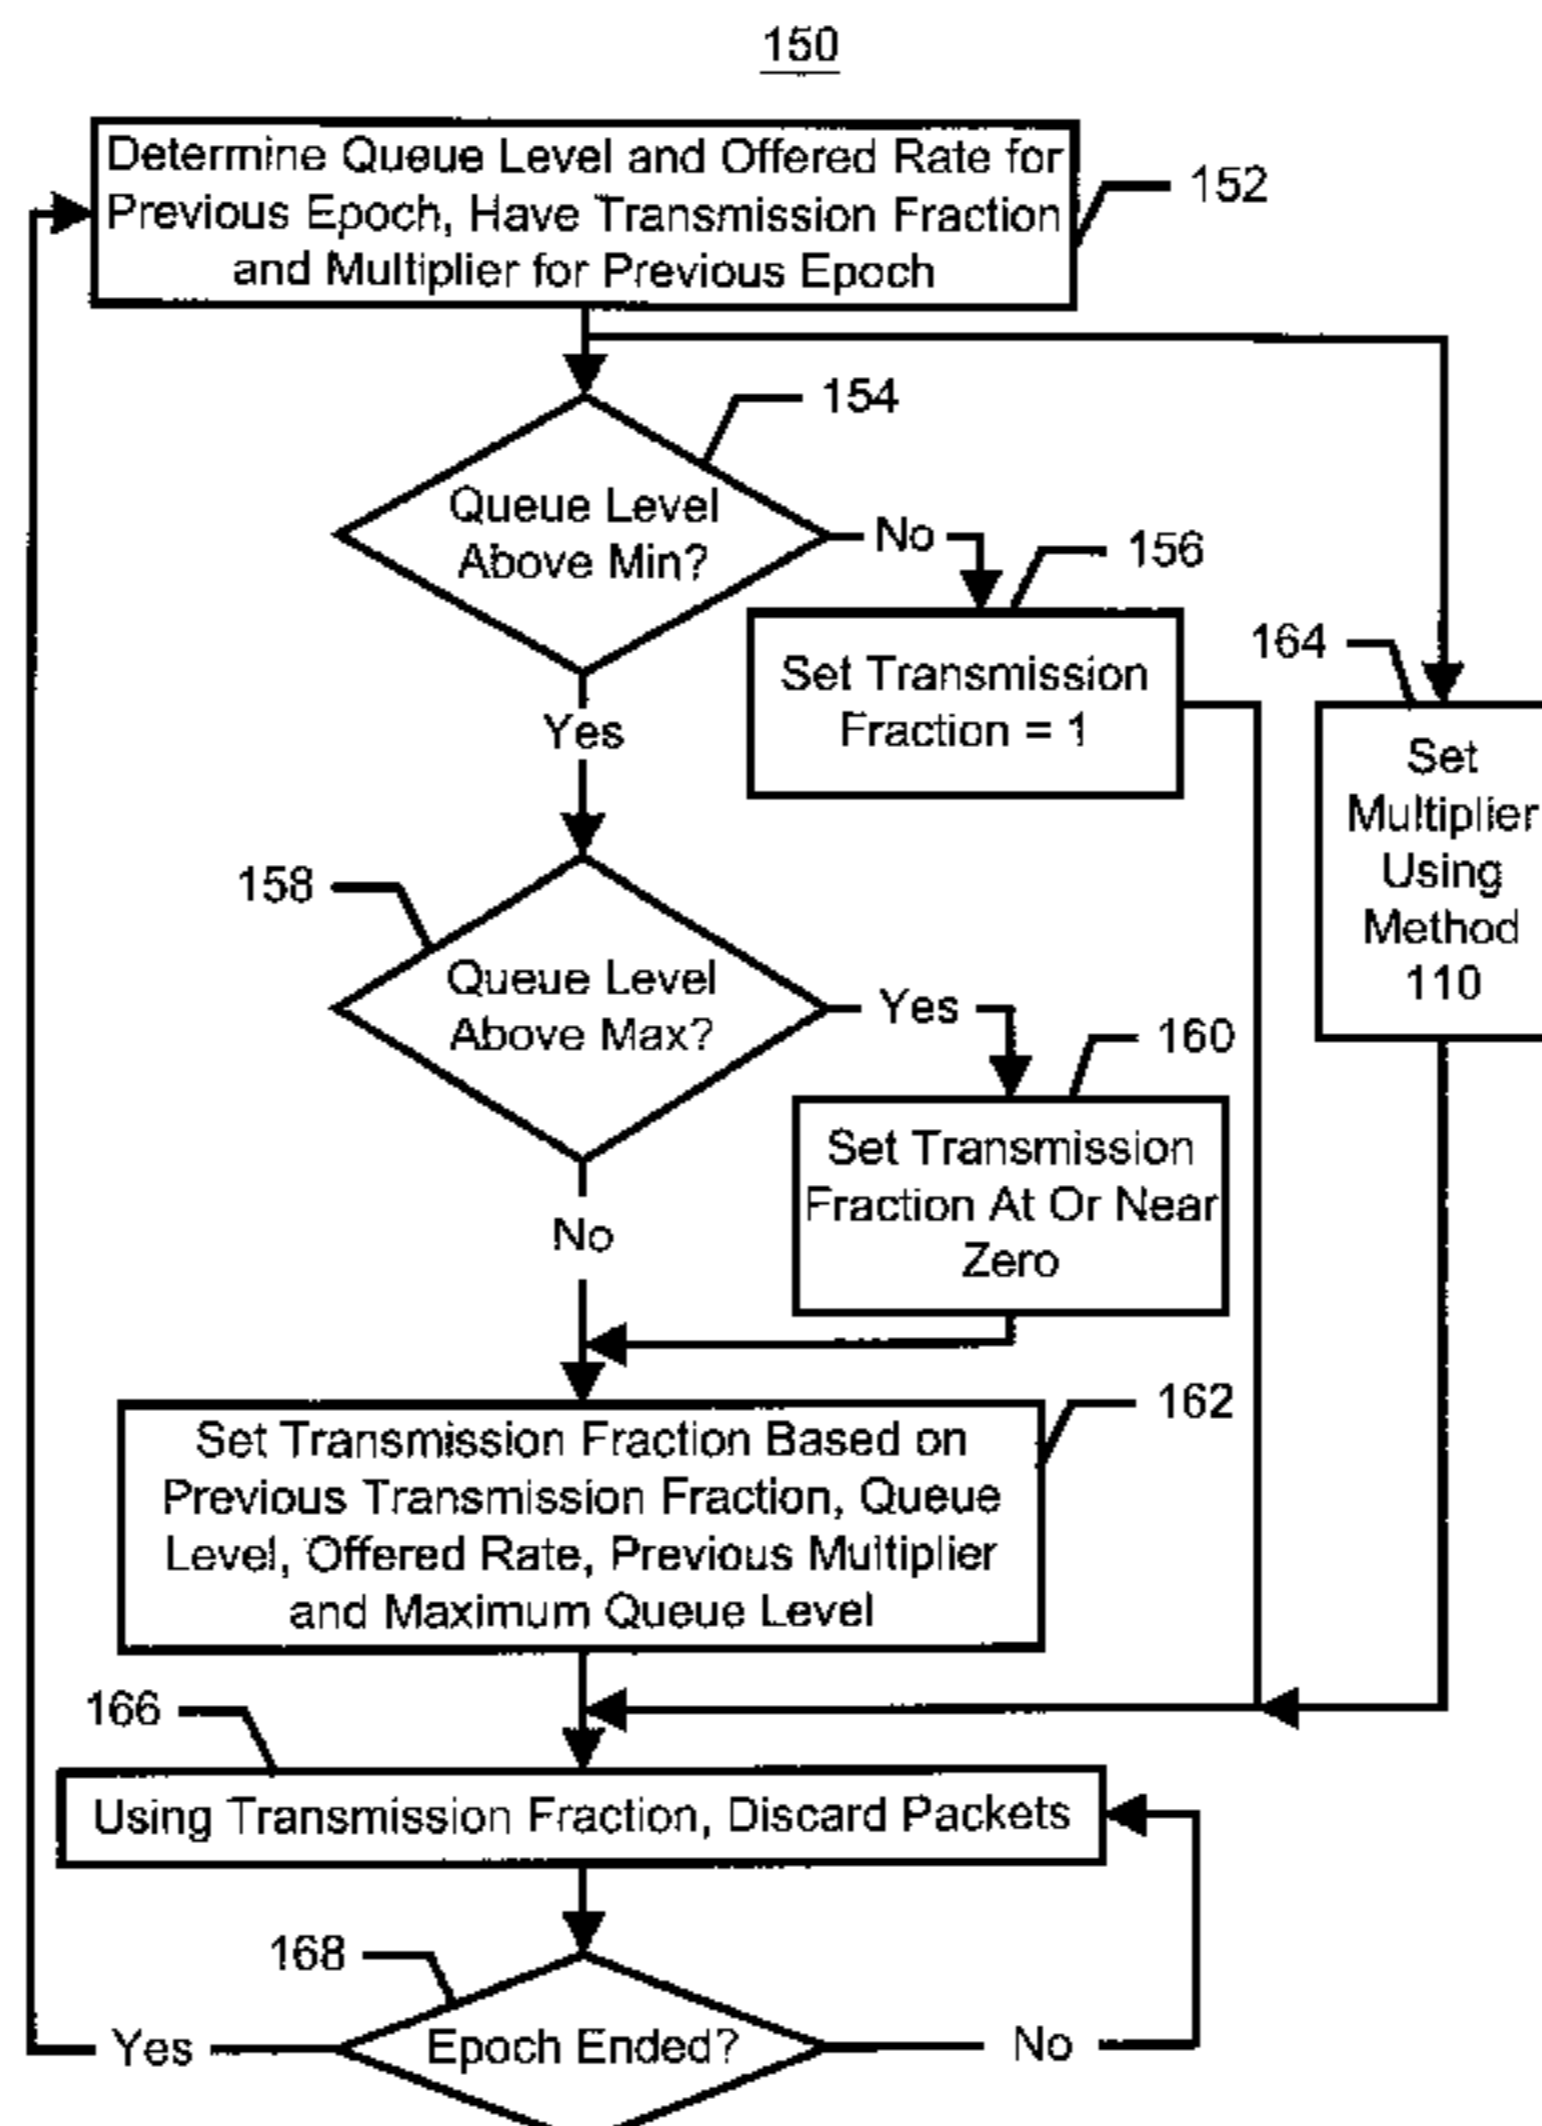 150
Determine Queue Level and Offered Rate for
Previous Epoch, Have Transmission Fraction
and Multiplier for Previous Epoch
152
154
Queue Level
Above Min?
No
156
Set Transmission
Fraction = 1
164
Set
Multiplier
Using
Method
110
Yes
158
Queue Level
Above Max?
Yes
160
Set Transmission
Fraction At Or Near
Zero
No
162
Set Transmission Fraction Based on
Previous Transmission Fraction, Queue
Level, Offered Rate, Previous Multiplier
and Maximum Queue Level
166
Using Transmission Fraction, Discard Packets
168
Epoch Ended?
Yes
No